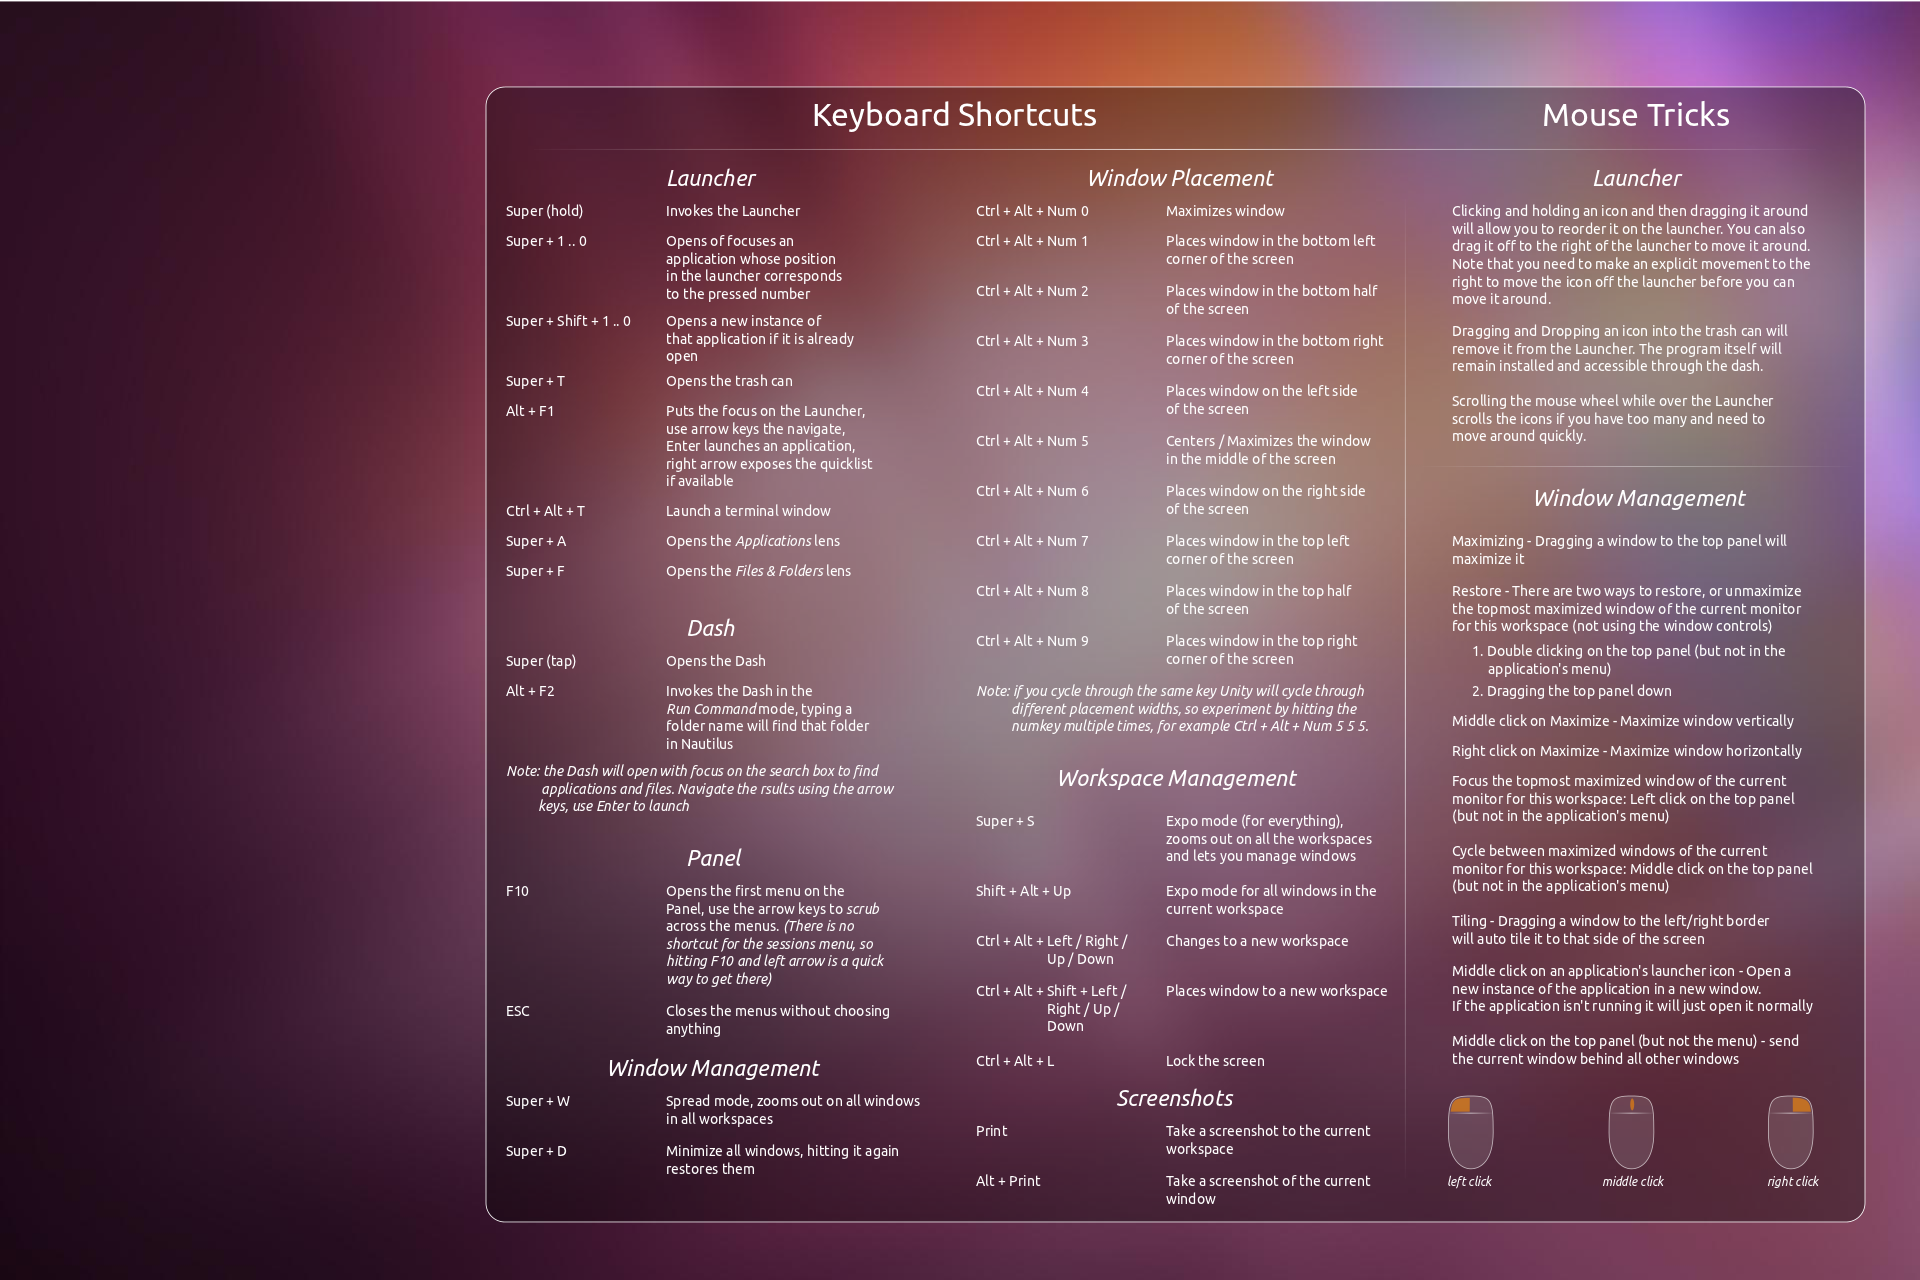 Keyboard Shortcuts
Launcher
Super (hold) Invokes the Launcher
Super + 1 .. 0 Opens of focuses an
application whose position
in the launcher corresponds
to the pressed number
Super + Shift + 1 .. 0 Opens a new instance of
that application if it is already
open
Super + T Opens the trash can
Alt + F1 Puts the focus on the Launcher,
use arrow keys the navigate,
Enter launches an application,
right arrow exposes the quicklist
if available
Ctrl + Alt + T Launch a terminal window
Super + A Opens the Applications lens
Super + F Opens the Files & Folders lens
Dash
Super (tap) Opens the Dash
Alt + F2 Invokes the Dash in the
Run Command mode, typing a
folder name will find that folder
in Nautilus
Note: the Dash will open with focus on the search box to find
applications and files. Navigate the rsults using the arrow
keys, use Enter to launch
Panel
F10 Opens the first menu on the
Panel, use the arrow keys to scrub
across the menus. (There is no
shortcut for the sessions menu, so
hitting F10 and left arrow is a quick
way to get there)
ESC Closes the menus without choosing
anything
Window Management
Super + W Spread mode, zooms out on all windows
in all workspaces
Super + D Minimize all windows, hitting it again
restores them
Window Placement
Ctrl + Alt + Num 0 Maximizes window
Ctrl + Alt + Num 1 Places window in the bottom left
corner of the screen
Ctrl + Alt + Num 2 Places window in the bottom half
of the screen
Ctrl + Alt + Num 3 Places window in the bottom right
corner of the screen
Ctrl + Alt + Num 4 Places window on the left side
of the screen
Ctrl + Alt + Num 5 Centers / Maximizes the window
in the middle of the screen
Ctrl + Alt + Num 6 Places window on the right side
of the screen
Ctrl + Alt + Num 7 Places window in the top left
corner of the screen
Ctrl + Alt + Num 8 Places window in the top half
of the screen
Ctrl + Alt + Num 9 Places window in the top right
corner of the screen
Note: if you cycle through the same key Unity will cycle through
different placement widths, so experiment by hitting the
numkey multiple times, for example Ctrl + Alt + Num 5 5 5.
Workspace Management
Super + S Expo mode (for everything),
zooms out on all the workspaces
and lets you manage windows
Shift + Alt + Up Expo mode for all windows in the
current workspace
Ctrl + Alt + Left / Right / Changes to a new workspace
Up / Down
Ctrl + Alt + Shift + Left / Places window to a new workspace
Right / Up /
Down
Ctrl + Alt + L Lock the screen
Screenshots
Print Take a screenshot to the current
workspace
Alt + Print Take a screenshot of the current
window
Mouse Tricks
Launcher
Clicking and holding an icon and then dragging it around
will allow you to reorder it on the launcher. You can also
drag it off to the right of the launcher to move it around.
Note that you need to make an explicit movement to the
right to move the icon off the launcher before you can
move it around.
Dragging and Dropping an icon into the trash can will
remove it from the Launcher. The program itself will
remain installed and accessible through the dash.
Scrolling the mouse wheel while over the Launcher
scrolls the icons if you have too many and need to
move around quickly.
Window Management
Maximizing - Dragging a window to the top panel will
maximize it
Restore - There are two ways to restore, or unmaximize
the topmost maximized window of the current monitor
for this workspace (not using the window controls)
1. Double clicking on the top panel (but not in the
application's menu)
2. Dragging the top panel down
Middle click on Maximize - Maximize window vertically
Right click on Maximize - Maximize window horizontally
Focus the topmost maximized window of the current
monitor for this workspace: Left click on the top panel
(but not in the application's menu)
Cycle between maximized windows of the current
monitor for this workspace: Middle click on the top panel
(but not in the application's menu)
Tiling - Dragging a window to the left/right border
will auto tile it to that side of the screen
Middle click on an application's launcher icon - Open a
new instance of the application in a new window.
If the application isn't running it will just open it normally
Middle click on the top panel (but not the menu) - send
the current window behind all other windows
left click middle click right click